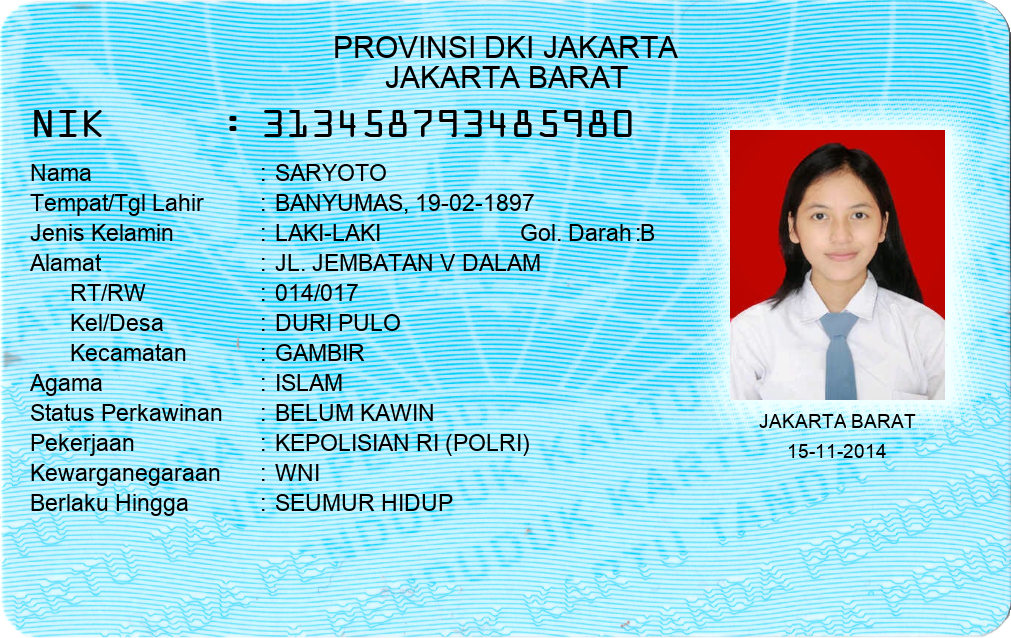 PROVINSI DKI JAKARTA
JAKARTA BARAT
NIK : 313458793485980
Nama : SARYOTO
Tempat/Tgl Lahir : BANYUMAS, 19-02-1897
Jenis Kelamin : LAKI-LAKI Gol. Darah :B
Alamat : JL. JEMBATAN V DALAM
RT/RW : 014/017
Kel/Desa : DURI PULO
Kecamatan : GAMBIR
Agama : ISLAM
Status Perkawinan : BELUM KAWIN
Pekerjaan : KEPOLISIAN RI (POLRI)
Kewarganegaraan : WNI
Berlaku Hingga : SEUMUR HIDUP
JAKARTA BARAT
15-11-2014